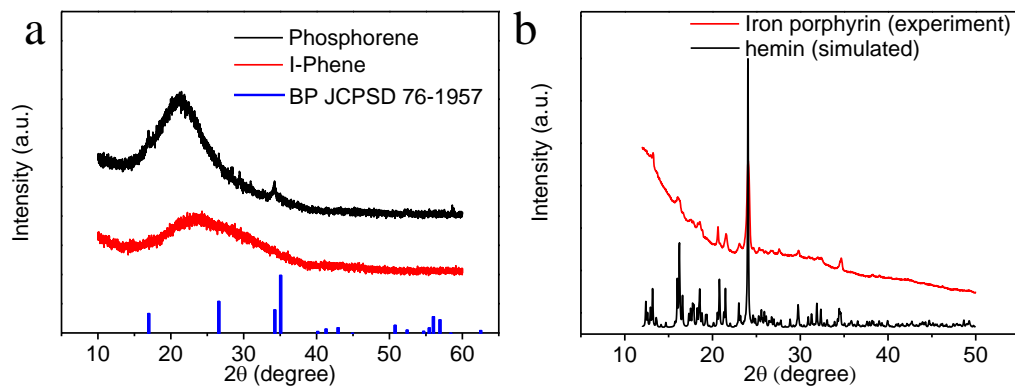 a
Phosphorene
I-Phene
BP JCPSD 76-1957
Intensity (a.u.)
10 20 30 40 50 60
2θ (degree)
b
Iron porphyrin (experiment)
hemin (simulated)
Intensity (a.u.)
10 20 30 40 50
2θ (degree)